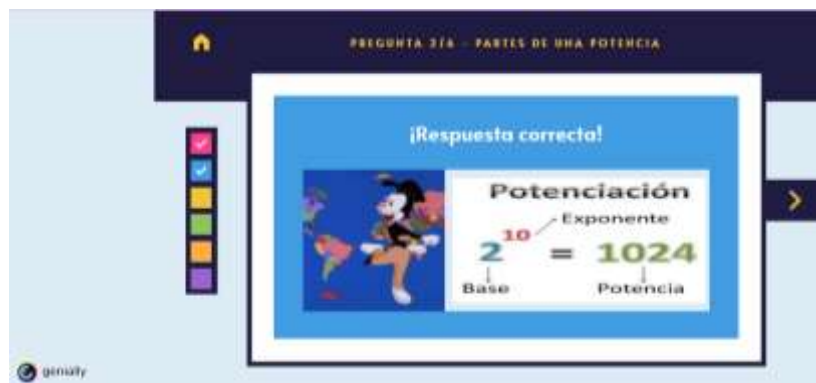 PREGUNTA 2/6 - PARTES DE UNA POTENCIA
¡Respuesta correcta!
Potenciación
Exponente
2 10 = 1024
Base Potencia
genially